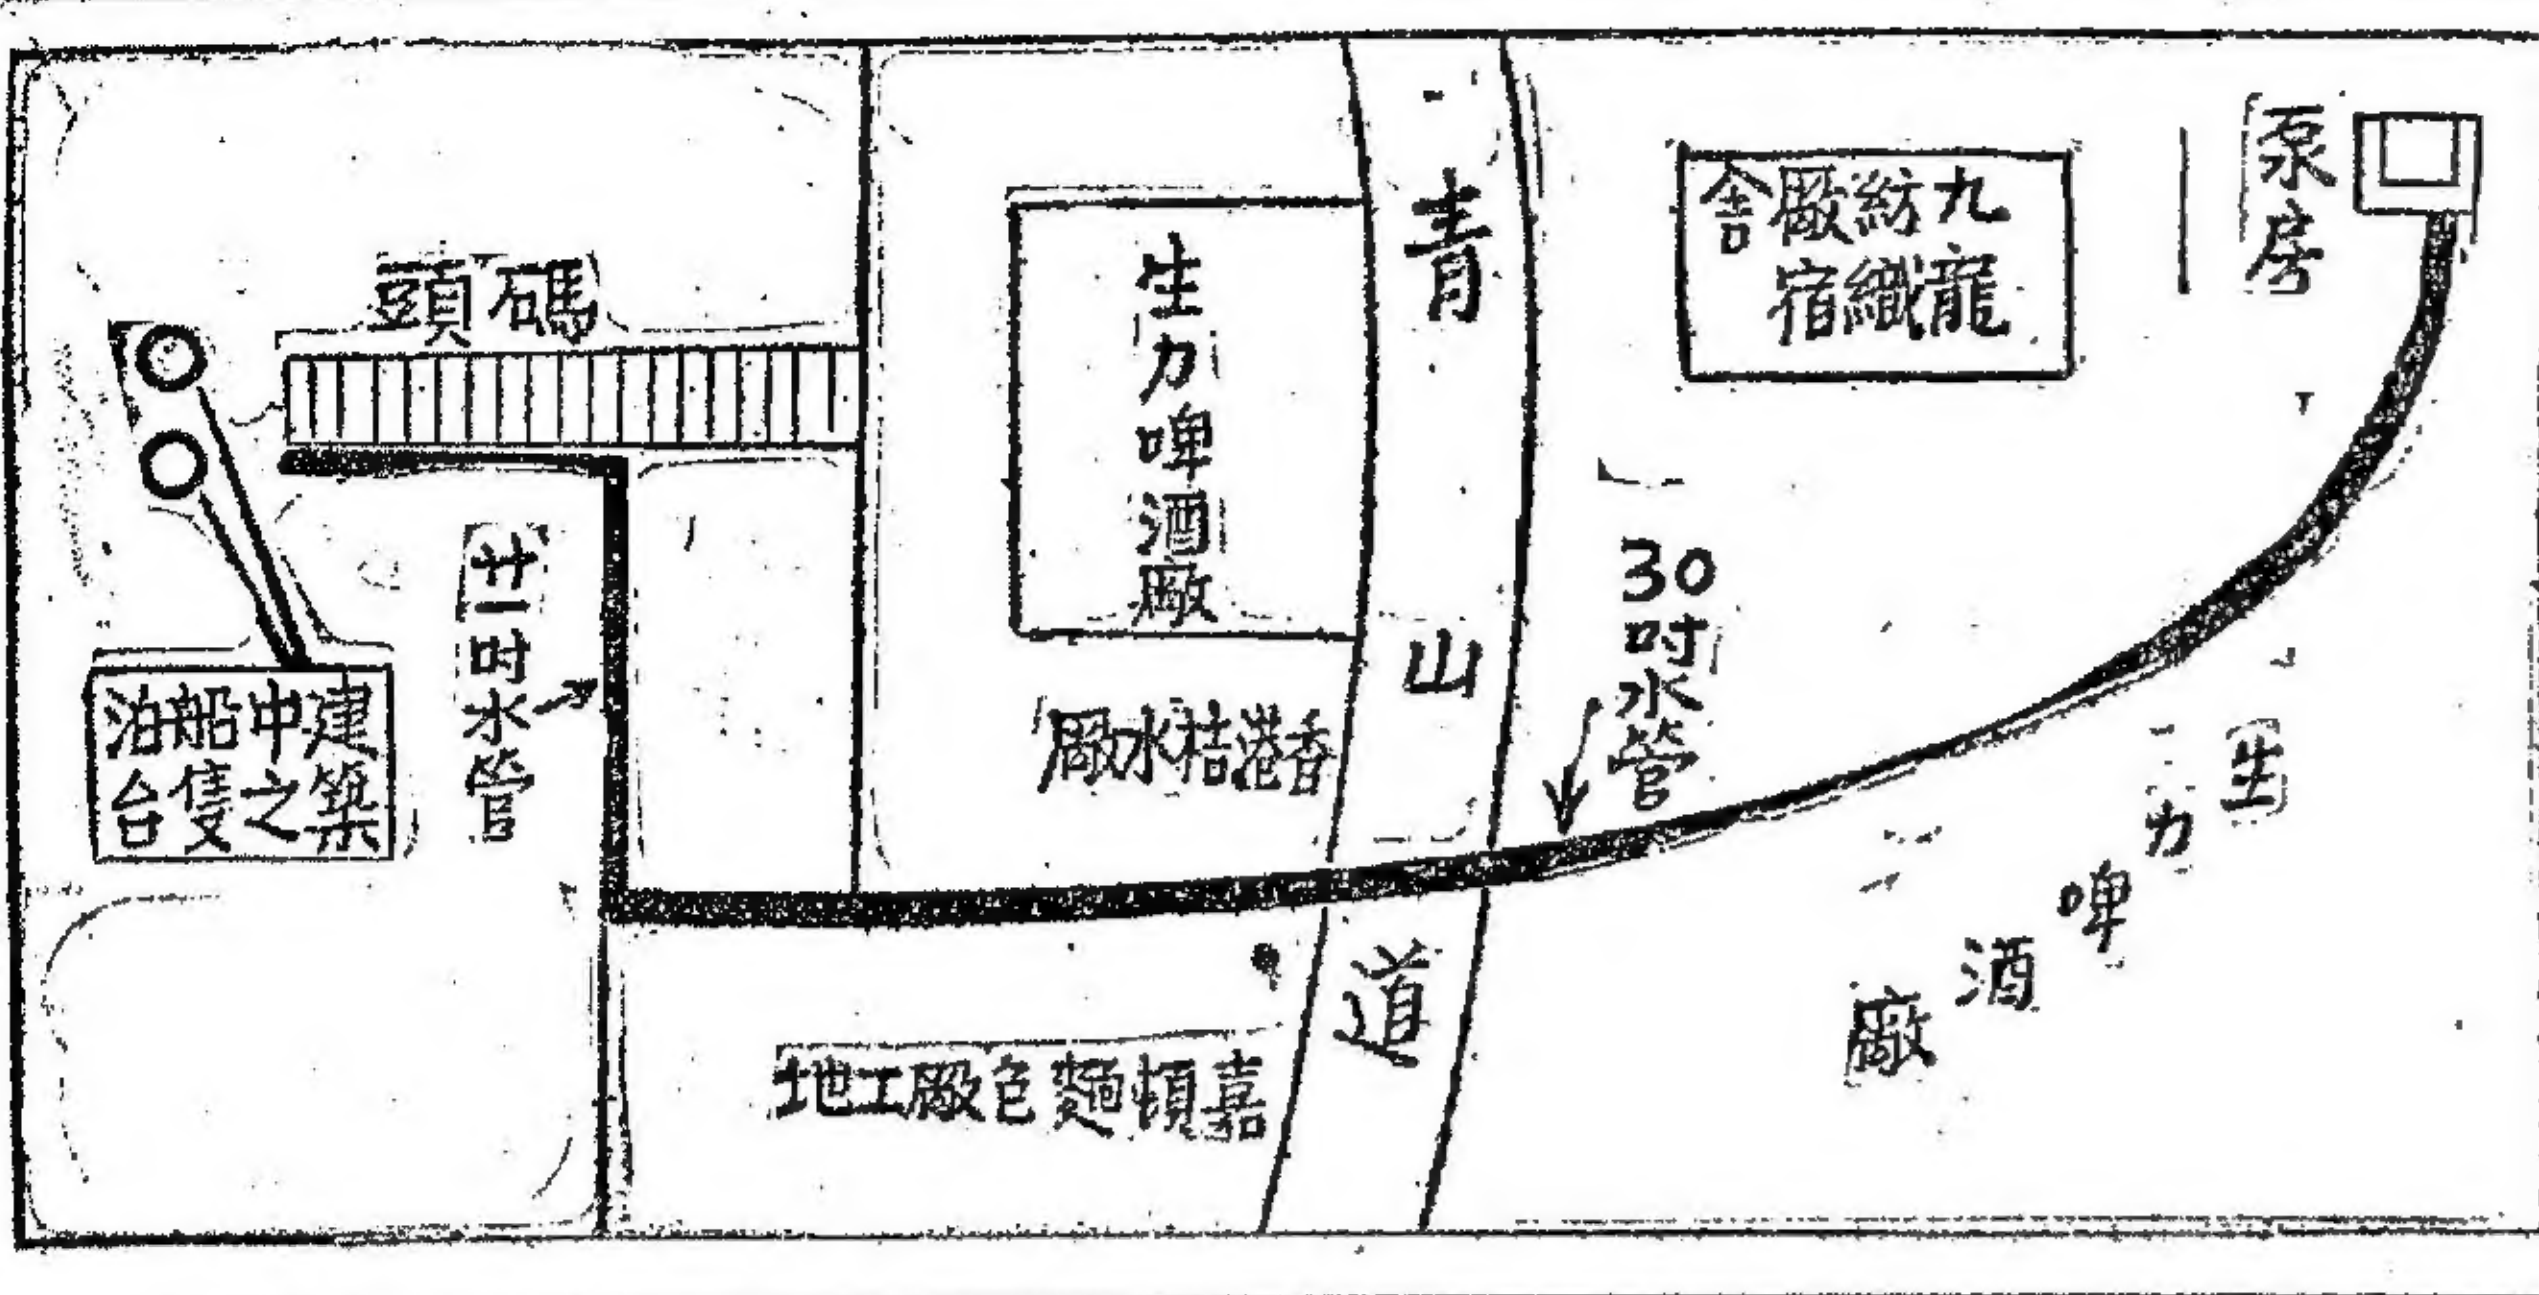 泵房
九龍
紡織
廠宿
舍
青山道
生力啤酒廠
碼頭
30吋水管
廿一吋水管
香港桔水廠
建築
中之
船隻
泊台
生力啤酒廠
嘉頓麵包廠工地